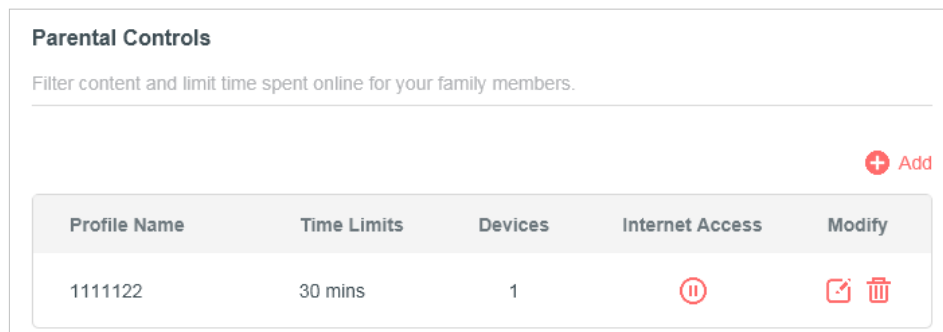 Parental Controls
Filter content and limit time spent online for your family members.
Add
Profile Name Time Limits Devices Internet Access Modify
1111122 30 mins 1